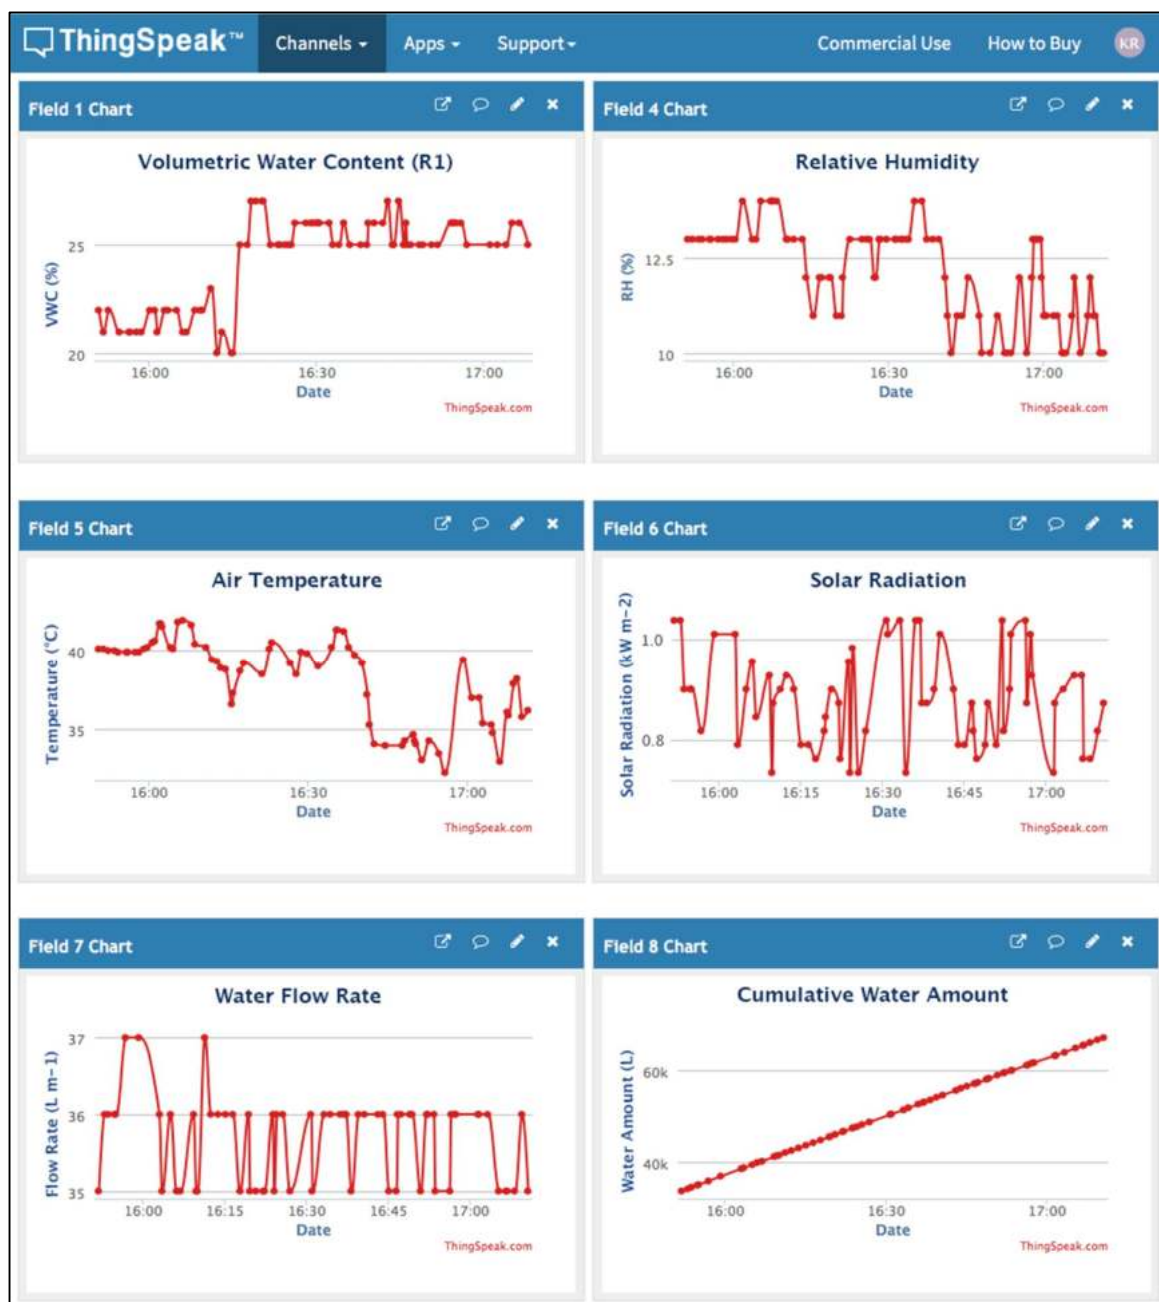 ThingSpeak™ Channels Apps Support Commercial Use How to Buy KR
Field 1 Chart
Volumetric Water Content (R1)
VWC (%)
25
20
16:00 16:30 17:00
Date
ThingSpeak.com
Field 4 Chart
Relative Humidity
RH (%)
12.5
10
16:00 16:30 17:00
Date
ThingSpeak.com
Field 5 Chart
Air Temperature
Temperature (°C)
40
35
16:00 16:30 17:00
Date
ThingSpeak.com
Field 6 Chart
Solar Radiation
Solar Radiation (kW m-2)
1.0
0.8
16:00 16:15 16:30 16:45 17:00
Date
ThingSpeak.com
Field 7 Chart
Water Flow Rate
Flow Rate (L m-1)
37
36
35
16:00 16:15 16:30 16:45 17:00
Date
ThingSpeak.com
Field 8 Chart
Cumulative Water Amount
Water Amount (L)
60k
40k
16:00 16:30 17:00
Date
ThingSpeak.com